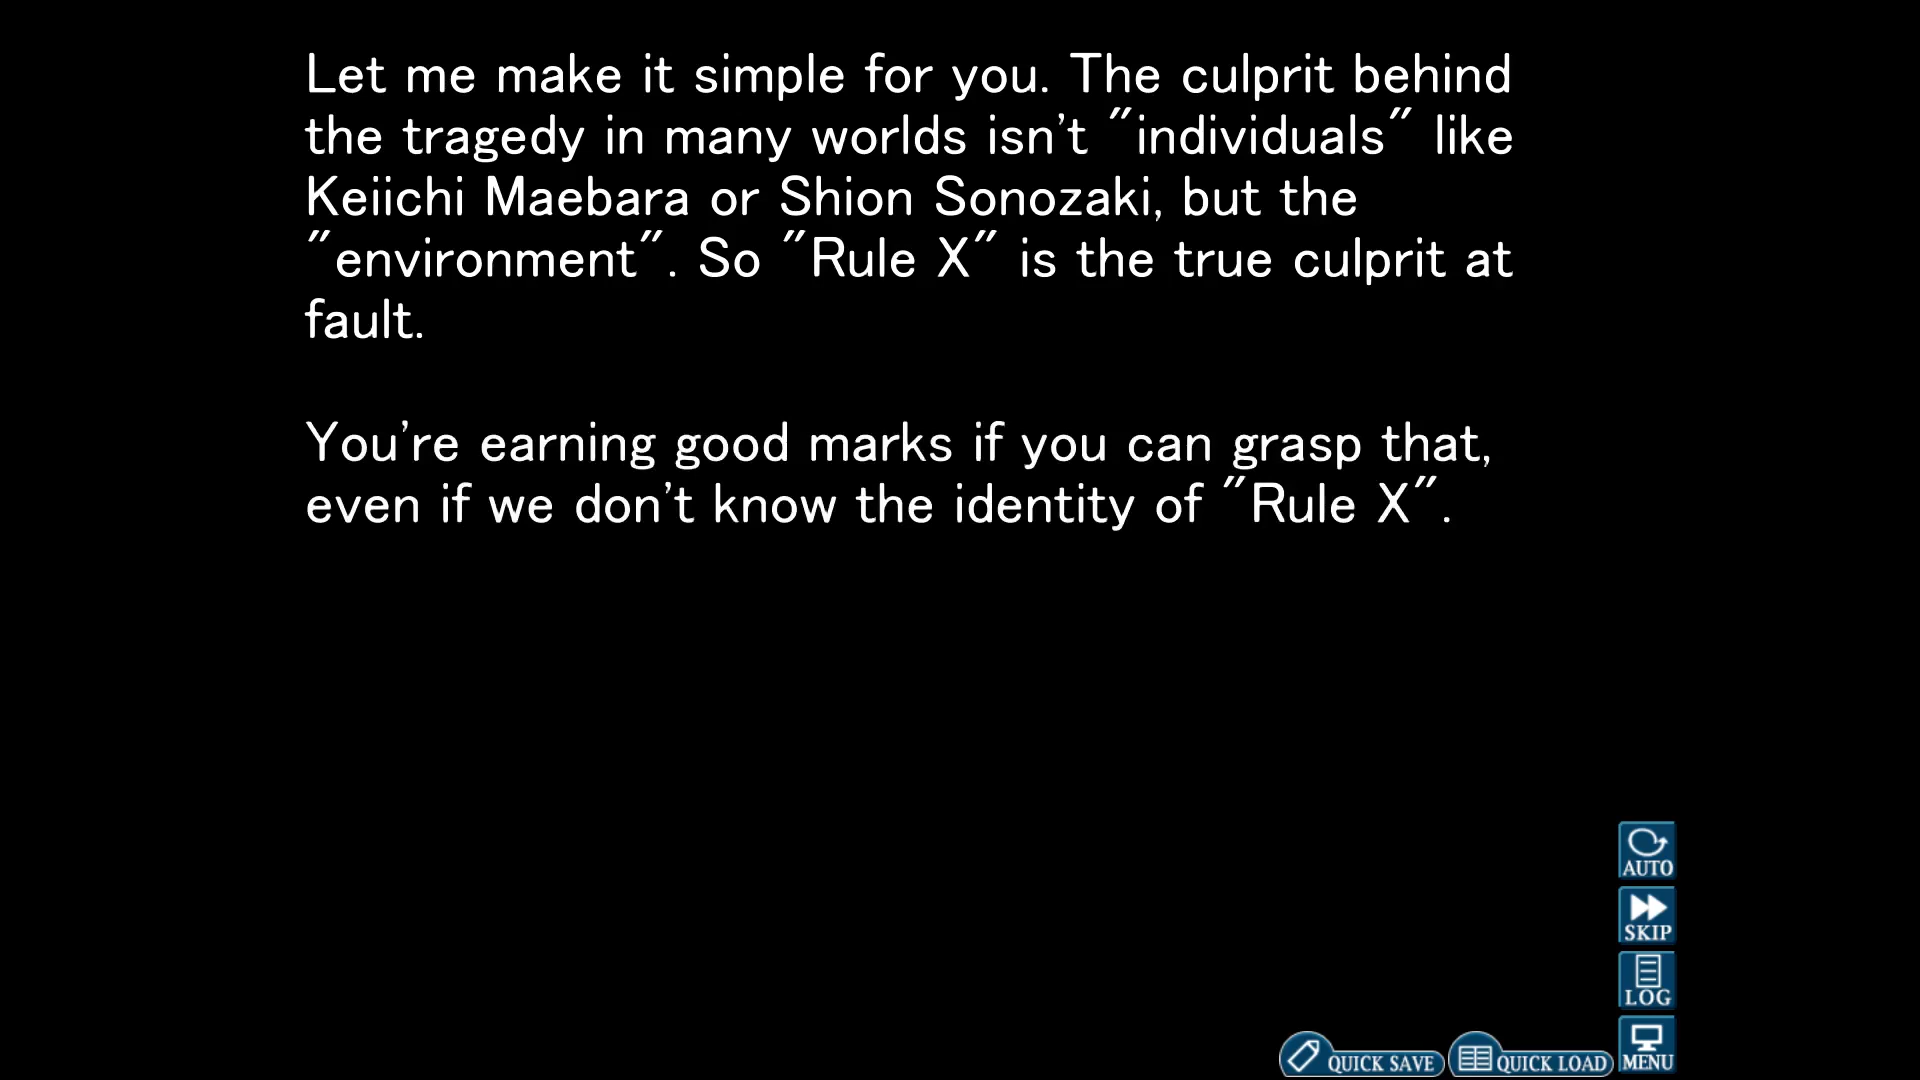 Let me make it simple for you. The culprit behind
the tragedy in many worlds isn't "individuals" like
Keiichi Maebara or Shion Sonozaki, but the
"environment". So "Rule X" is the true culprit at
fault.
You're earning good marks if you can grasp that,
even if we don't know the identity of "Rule X".
AUTO
SKIP
LOG
MENU
QUICK SAVE
QUICK LOAD